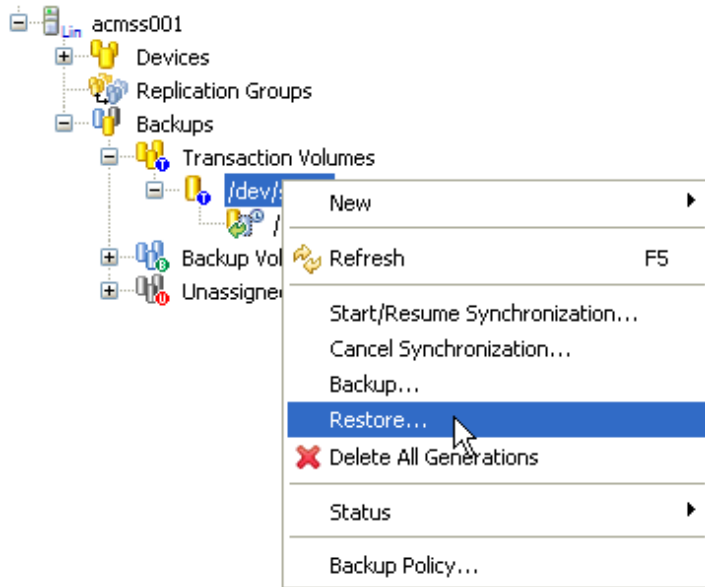 Lin acmss001
Devices
Replication Groups
Backups
T Transaction Volumes
T /dev/
/
New
B Backup Vol
Refresh F5
U Unassigne
Start/Resume Synchronization...
Cancel Synchronization...
Backup...
Restore...
Delete All Generations
Status
Backup Policy...